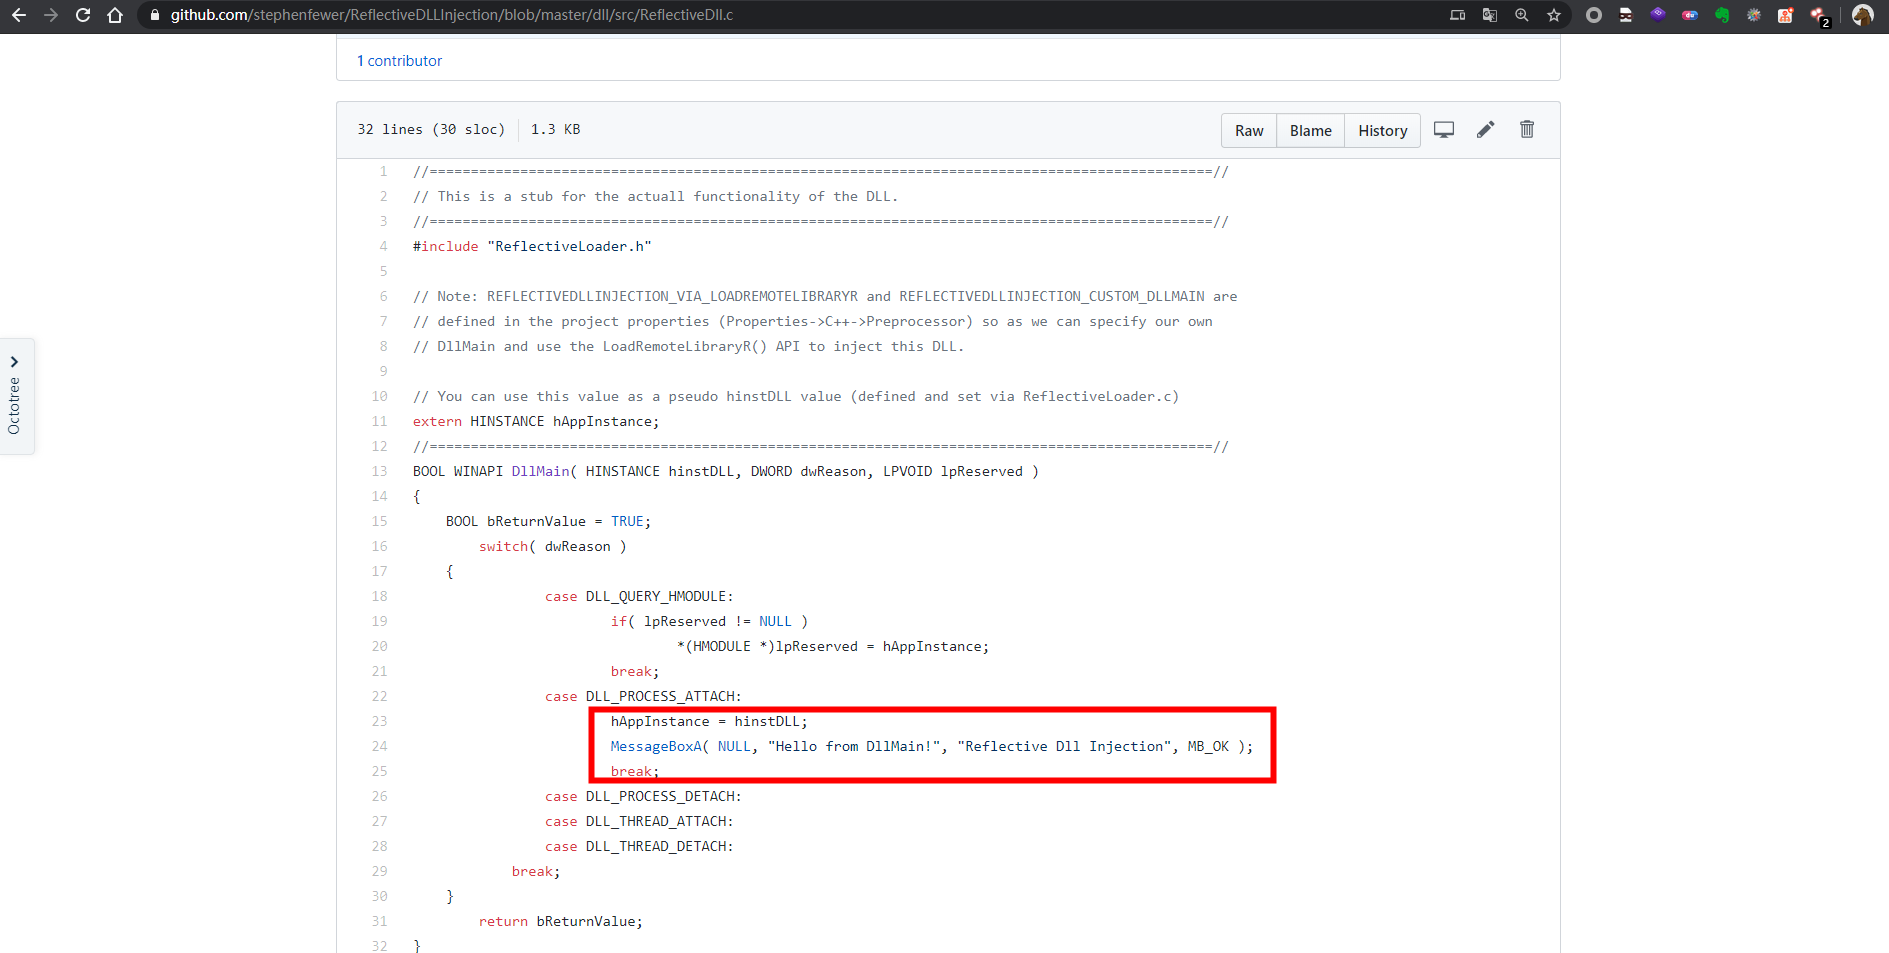 github.com/stephenfewer/ReflectiveDLLInjection/blob/master/dll/src/ReflectiveDll.c
2
1 contributor
32 lines (30 sloc) 1.3 KB
Raw Blame History
Octotree
1 //===============================================================================================//
2 // This is a stub for the actuall functionality of the DLL.
3 //===============================================================================================//
4 #include "ReflectiveLoader.h"
5
6 // Note: REFLECTIVEDLLINJECTION_VIA_LOADREMOTELIBRARYR and REFLECTIVEDLLINJECTION_CUSTOM_DLLMAIN are
7 // defined in the project properties (Properties->C++->Preprocessor) so as we can specify our own
8 // DllMain and use the LoadRemoteLibraryR() API to inject this DLL.
9
10 // You can use this value as a pseudo hinstDLL value (defined and set via ReflectiveLoader.c)
11 extern HINSTANCE hAppInstance;
12 //===============================================================================================//
13 BOOL WINAPI DllMain( HINSTANCE hinstDLL, DWORD dwReason, LPVOID lpReserved )
14 {
15 BOOL bReturnValue = TRUE;
16 switch( dwReason )
17 {
18 case DLL_QUERY_HMODULE:
19 if( lpReserved != NULL )
20 *(HMODULE *)lpReserved = hAppInstance;
21 break;
22 case DLL_PROCESS_ATTACH:
23 hAppInstance = hinstDLL;
24 MessageBoxA( NULL, "Hello from DllMain!", "Reflective Dll Injection", MB_OK );
25 break;
26 case DLL_PROCESS_DETACH:
27 case DLL_THREAD_ATTACH:
28 case DLL_THREAD_DETACH:
29 break;
30 }
31 return bReturnValue;
32 }